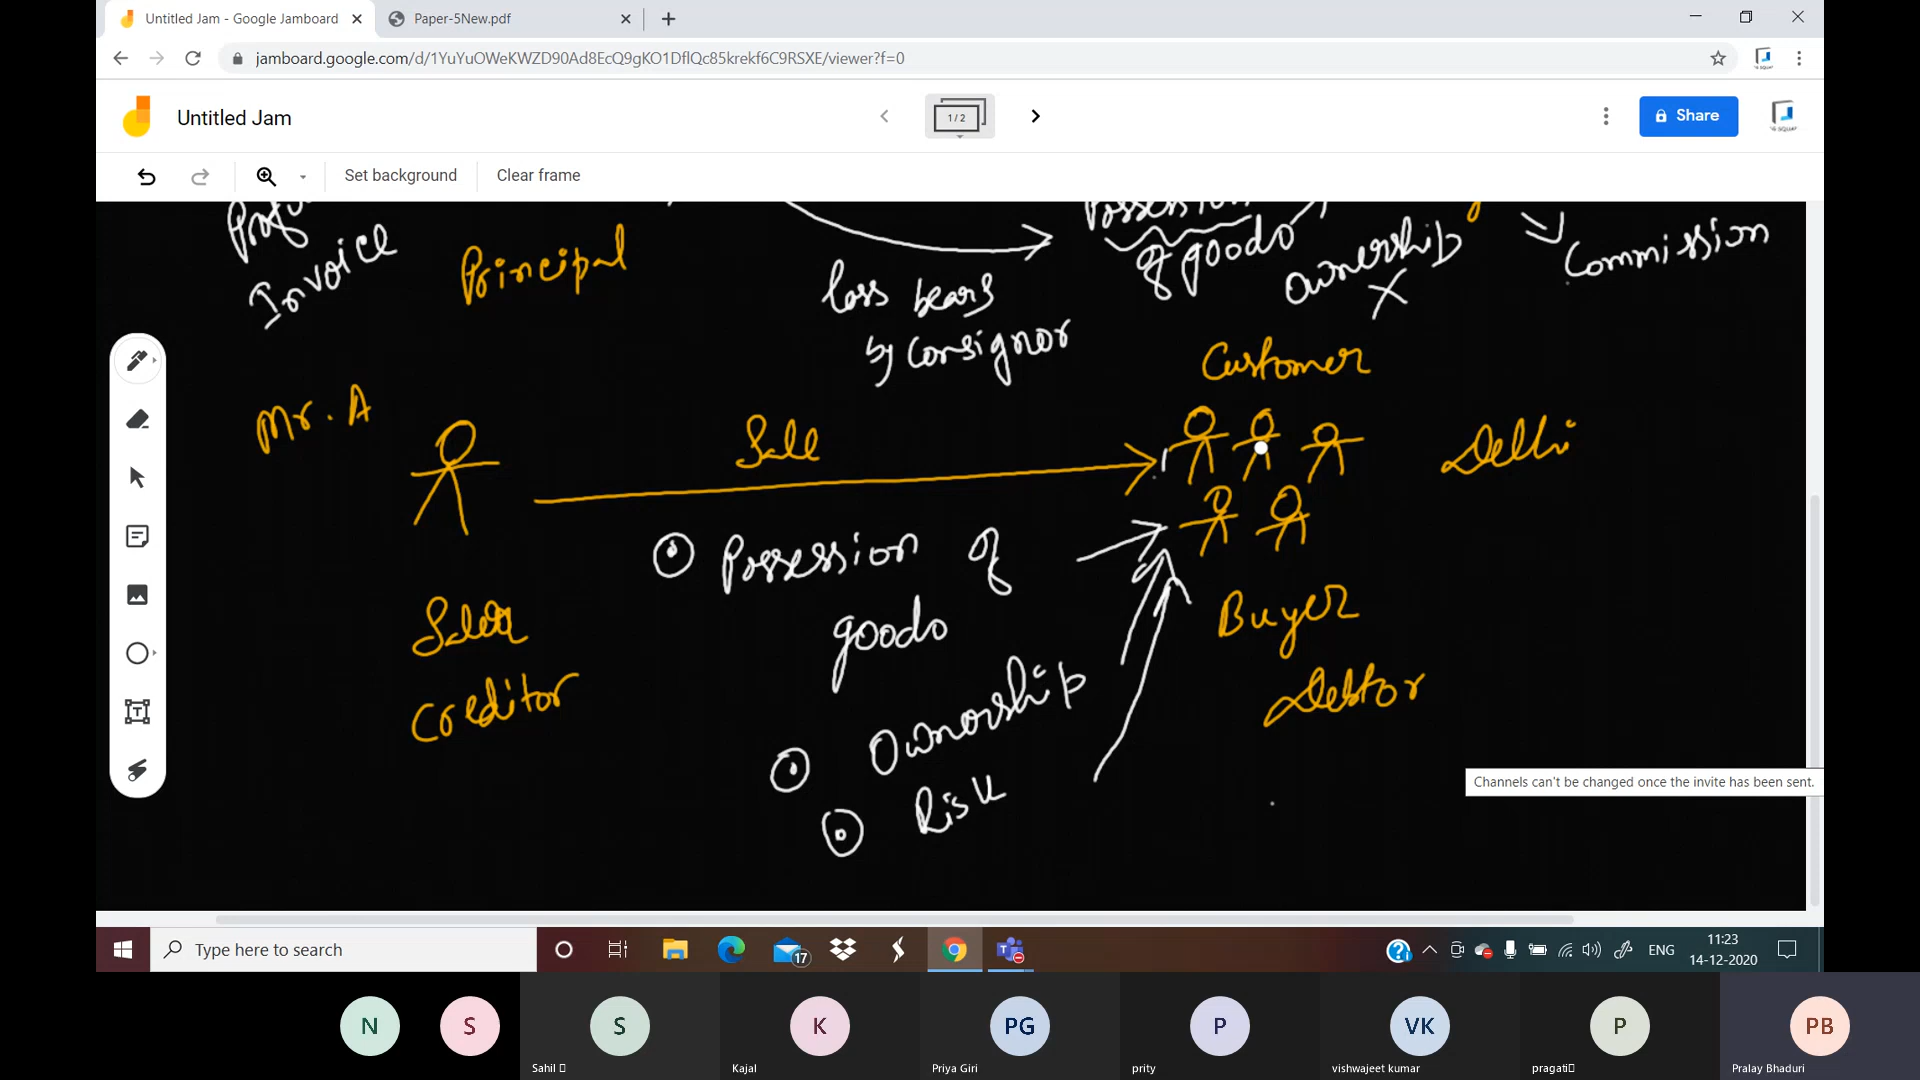 Untitled Jam - Google Jamboard
Paper-5New.pdf
jamboard.google.com/d/1YuYuOWeKWZD90Ad8EcQ9gKO1DflQc85krekf6C9RSXE/viewer?f=0
Untitled Jam
1 / 2
Share
Set background
Clear frame
Invoice
Principal
of goods
ownership
X
Commission
loss bears
by Consignor
Customer
Mr. A
Sale
Delhi
Possession of
goods
Buyer
Creditor
Debtor
Ownership
Risk
Channels can't be changed once the invite has been sent.
Type here to search
17
ENG
11:23
14-12-2020
N
S
S
K
PG
P
VK
P
PB
Sahil
Kajal
Priya Giri
prity
vishwajeet kumar
pragati
Pralay Bhaduri